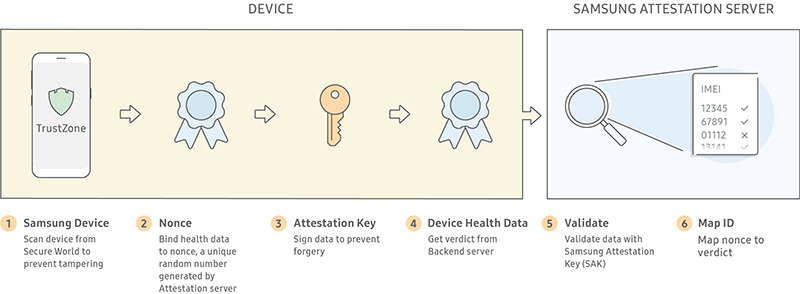 DEVICE
SAMSUNG ATTESTATION SERVER
TrustZone
IMEI
12345
67891
01112
13141
1 Samsung Device
Scan device from
Secure World to
prevent tampering
2 Nonce
Bind health data
to nonce, a unique
random number
generated by
Attestation server
3 Attestation Key
Sign data to prevent
forgery
4 Device Health Data
Get verdict from
Backend server
5 Validate
Validate data with
Samsung Attestation
Key (SAK)
6 Map ID
Map nonce to
verdict